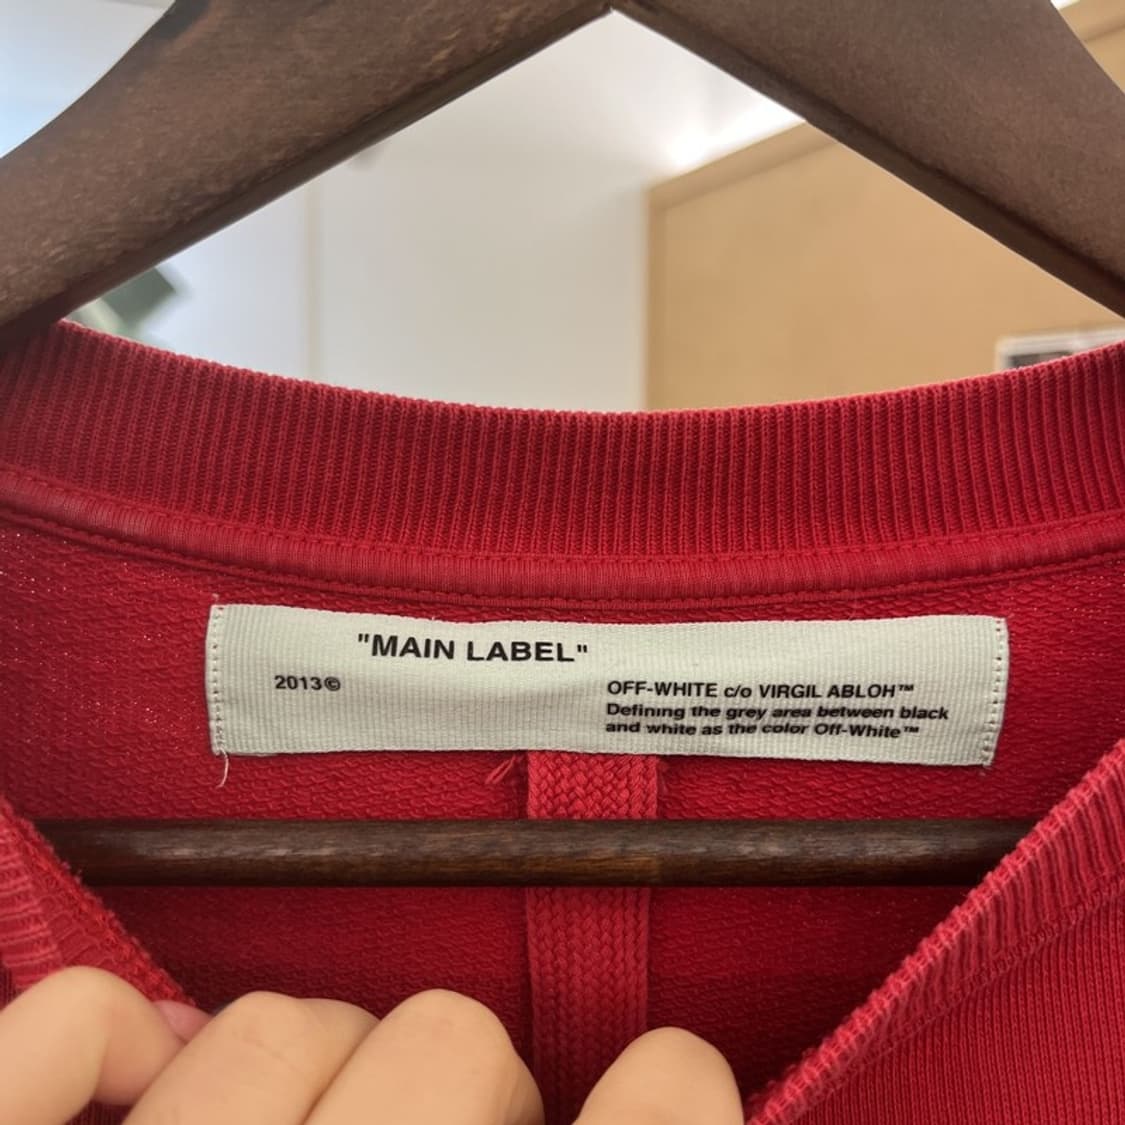 "MAIN LABEL"
2013©
OFF-WHITE c/o VIRGIL ABLOH™
Defining the grey area between black
and white as the color Off-White™